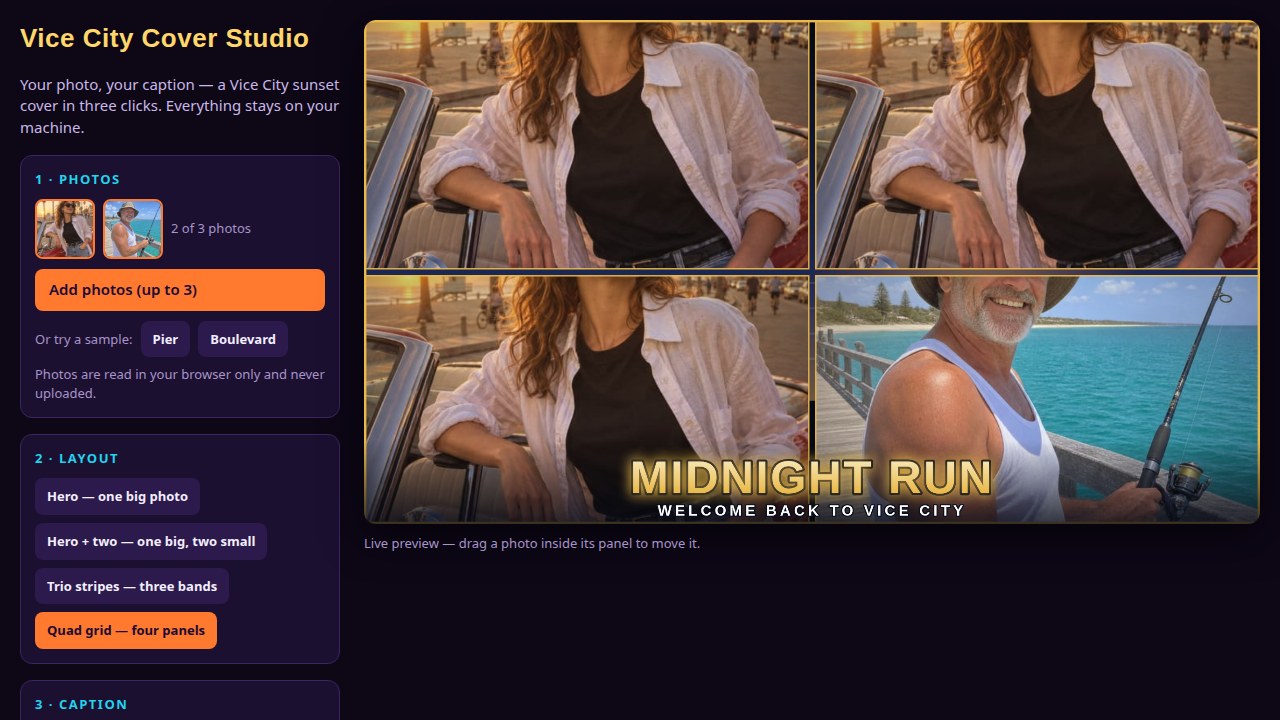 Vice City Cover Studio
Your photo, your caption — a Vice City sunset
cover in three clicks. Everything stays on your
machine.
1 · PHOTOS
2 of 3 photos
Add photos (up to 3)
Or try a sample:
Pier
Boulevard
Photos are read in your browser only and never
uploaded.
2 · LAYOUT
Hero — one big photo
Hero + two — one big, two small
Trio stripes — three bands
Quad grid — four panels
3 · CAPTION
MIDNIGHT RUN
WELCOME BACK TO VICE CITY
Live preview — drag a photo inside its panel to move it.